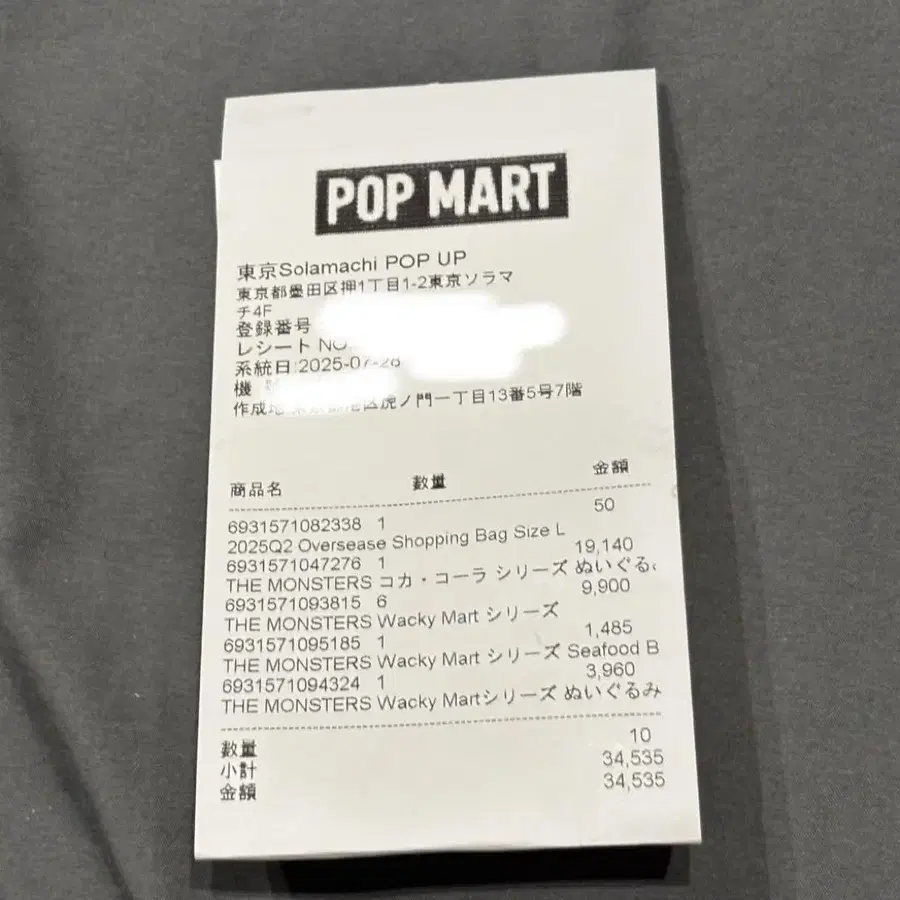 POP MART
東京Solamachi POP UP
東京都墨田区押1丁目1-2東京ソラマ
チ4F
登録番号
レシート NO.
系統日:2025-07-28
機
作成地 東京都港区虎ノ門一丁目13番5号7階
商品名 數量 金額
6931571082338 1 50
2025Q2 Oversease Shopping Bag Size L
6931571047276 1 19,140
THE MONSTERS コカ・コーラ シリーズ ぬいぐる
6931571093815 6 9,900
THE MONSTERS Wacky Mart シリーズ
6931571095185 1 1,485
THE MONSTERS Wacky Mart シリーズ Seafood B
6931571094324 1 3,960
THE MONSTERS Wacky Martシリーズ ぬいぐるみ
數量 10
小計 34,535
金額 34,535